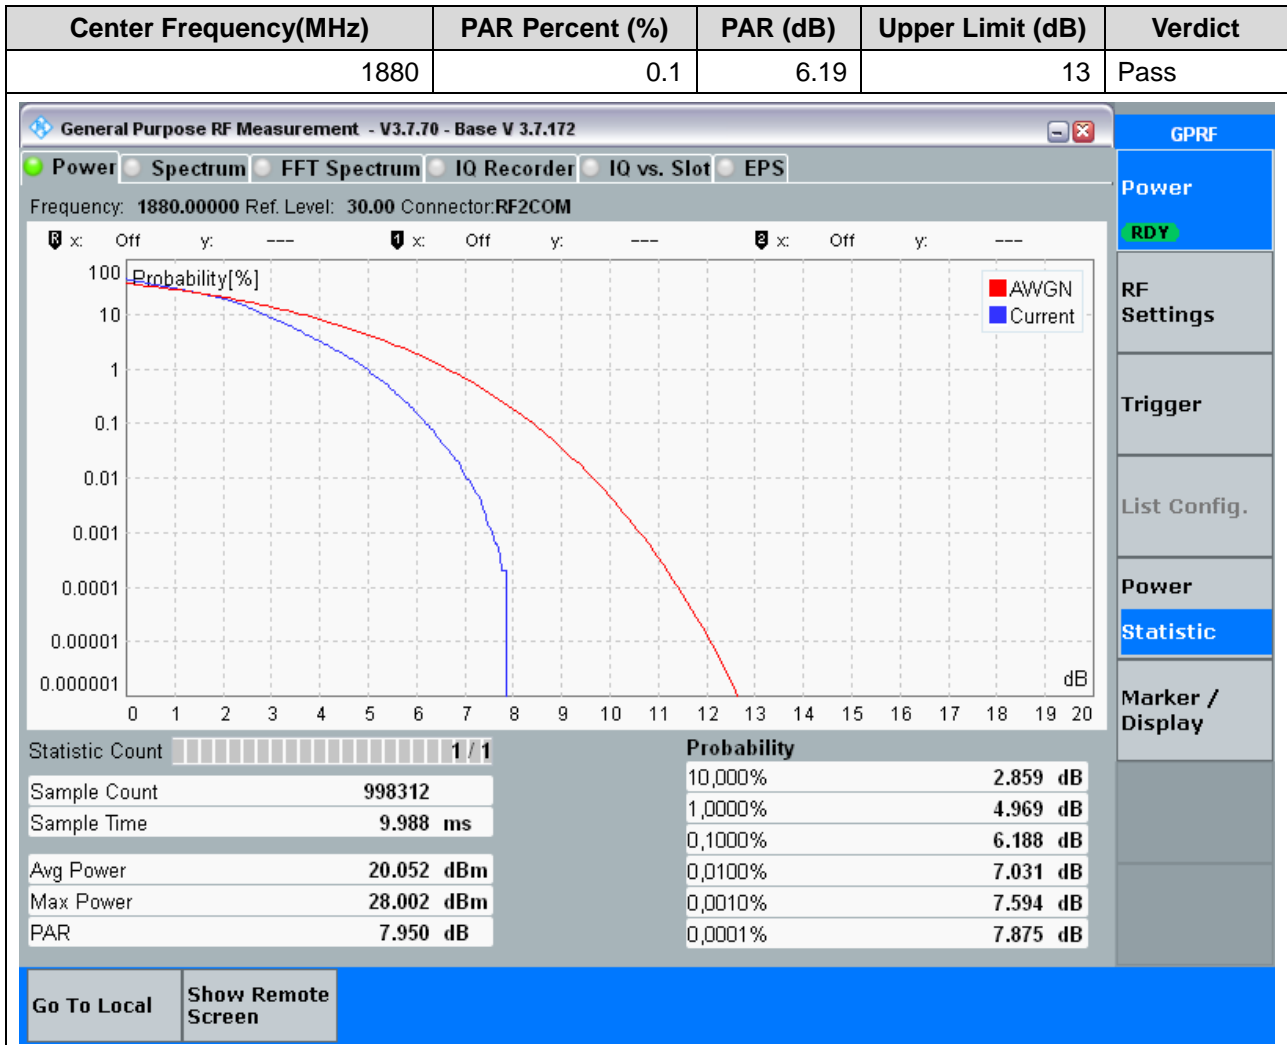 Center Frequency(MHz) PAR Percent (%) PAR (dB) Upper Limit (dB) Verdict
1880 0.1 6.19 13 Pass
General Purpose RF Measurement - V3.7.70 - Base V 3.7.172
GPRF
Power Spectrum FFT Spectrum IQ Recorder IQ vs. Slot EPS
Power
RDY
Frequency: 1880.00000 Ref. Level: 30.00 Connector:RF2COM
R x: Off y: --- 1 x: Off y: --- 2 x: Off y: ---
Probability[%]
100
10
1
0.1
0.01
0.001
0.0001
0.00001
0.000001
AWGN
Current
dB
0 1 2 3 4 5 6 7 8 9 10 11 12 13 14 15 16 17 18 19 20
RF
Settings
Trigger
List Config.
Power
Statistic
Marker /
Display
Statistic Count 1 / 1
Sample Count 998312
Sample Time 9.988 ms
Avg Power 20.052 dBm
Max Power 28.002 dBm
PAR 7.950 dB
Probability
10,000% 2.859 dB
1,0000% 4.969 dB
0,1000% 6.188 dB
0,0100% 7.031 dB
0,0010% 7.594 dB
0,0001% 7.875 dB
Go To Local
Show Remote
Screen